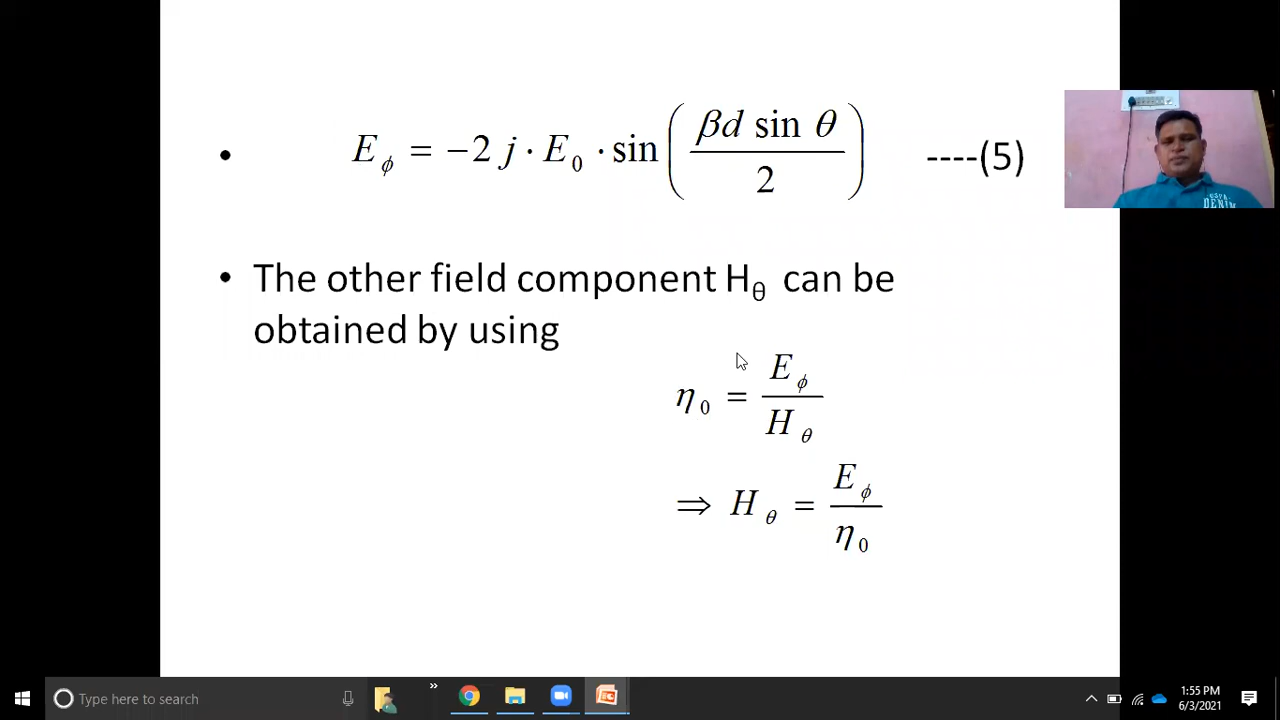 • E_ϕ = −2 j · E_0 · sin ( βd sin θ / 2 ) ----(5)
• The other field component H_θ can be
obtained by using
η_0 = E_ϕ / H_θ
⇒ H_θ = E_ϕ / η_0
DENIM
Type here to search
»
1:55 PM
6/3/2021